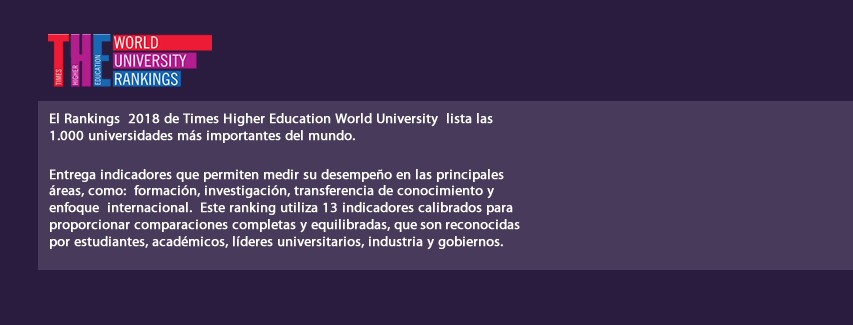 THE
TIMES
HIGHER
EDUCATION
WORLD
UNIVERSITY
RANKINGS
El Rankings  2018 de Times Higher Education World University  lista las
1.000 universidades más importantes del mundo.
Entrega indicadores que permiten medir su desempeño en las principales
áreas, como:  formación, investigación, transferencia de conocimiento y
enfoque  internacional.  Este ranking utiliza 13 indicadores calibrados para
proporcionar comparaciones completas y equilibradas, que son reconocidas
por estudiantes, académicos, líderes universitarios, industria y gobiernos.